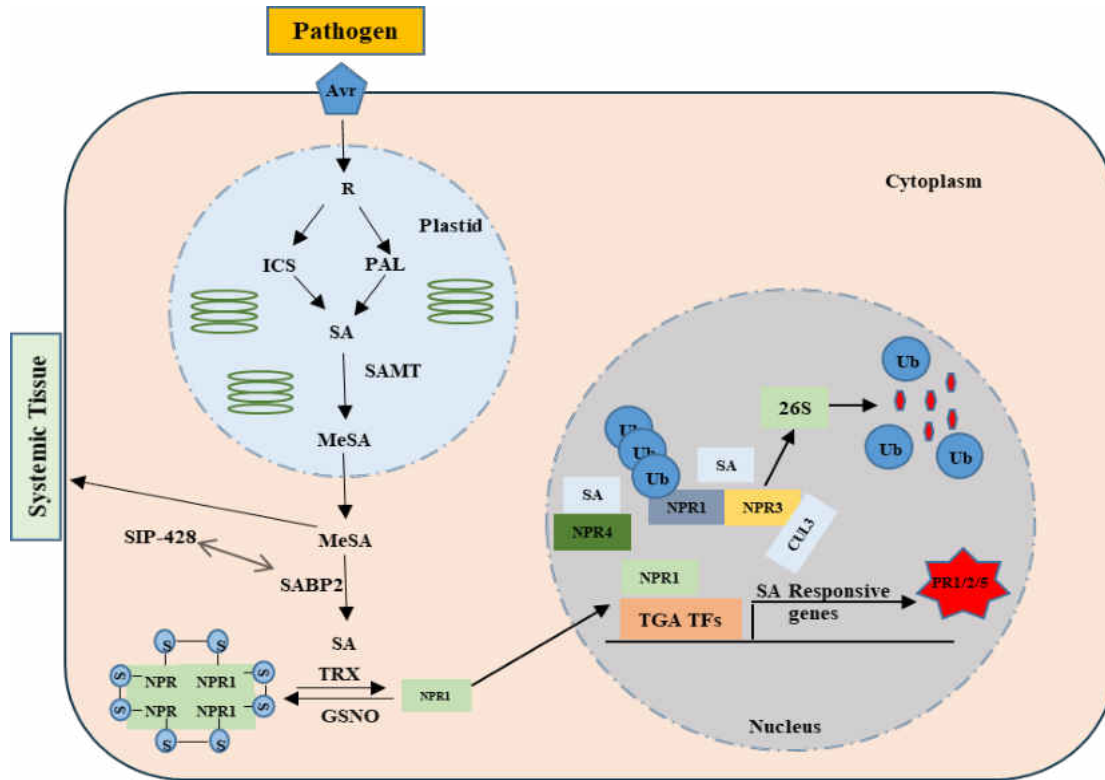 Pathogen
Avr
Cytoplasm
R
Plastid
ICS
PAL
SA
SAMT
MeSA
Systemic Tissue
MeSA
SIP-428
SABP2
SA
TRX
GSNO
NPR1
S
S
S
S
S
S
S
S
NPR
NPR1
NPR
NPR1
Ub
26S
Ub
Ub
Ub
Ub
Ub
Ub
SA
SA
NPR1
NPR3
NPR4
CUL3
NPR1
TGA TFs
SA Responsive
genes
PR1/2/5
Nucleus